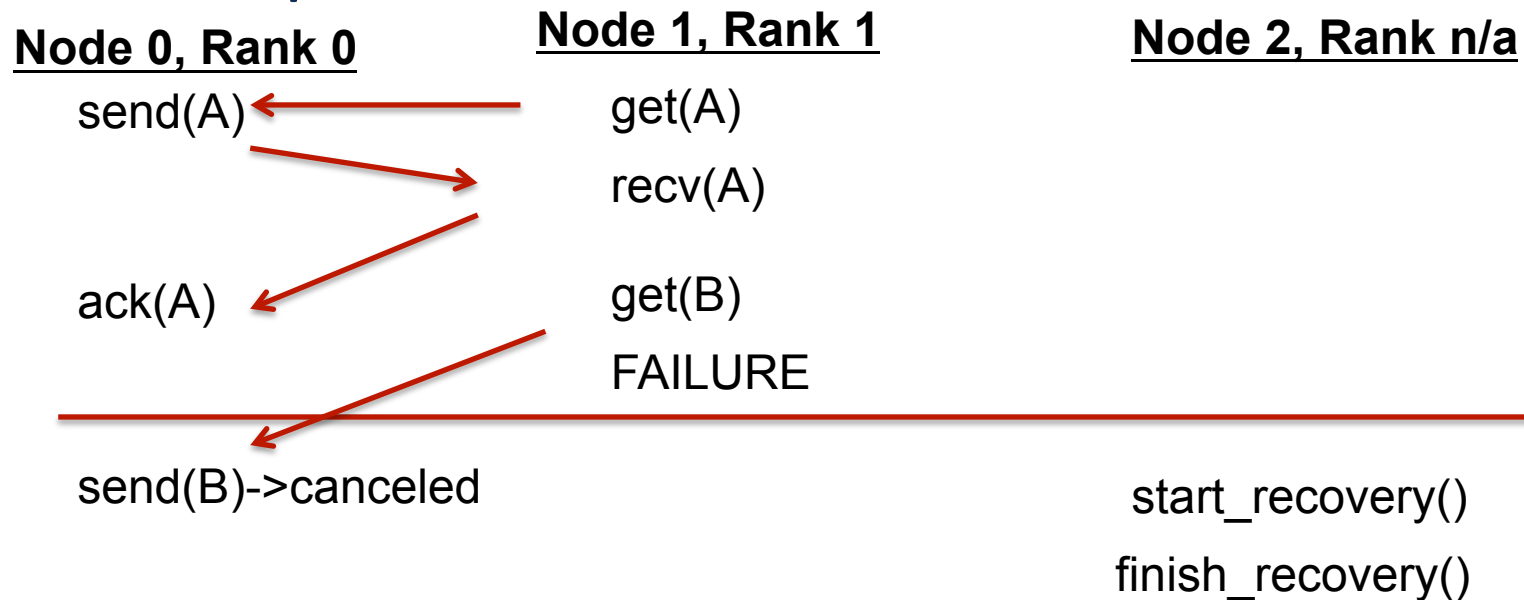 Node 0, Rank 0
Node 1, Rank 1
Node 2, Rank n/a
send(A)
get(A)
recv(A)
ack(A)
get(B)
FAILURE
send(B)->canceled
start_recovery()
finish_recovery()